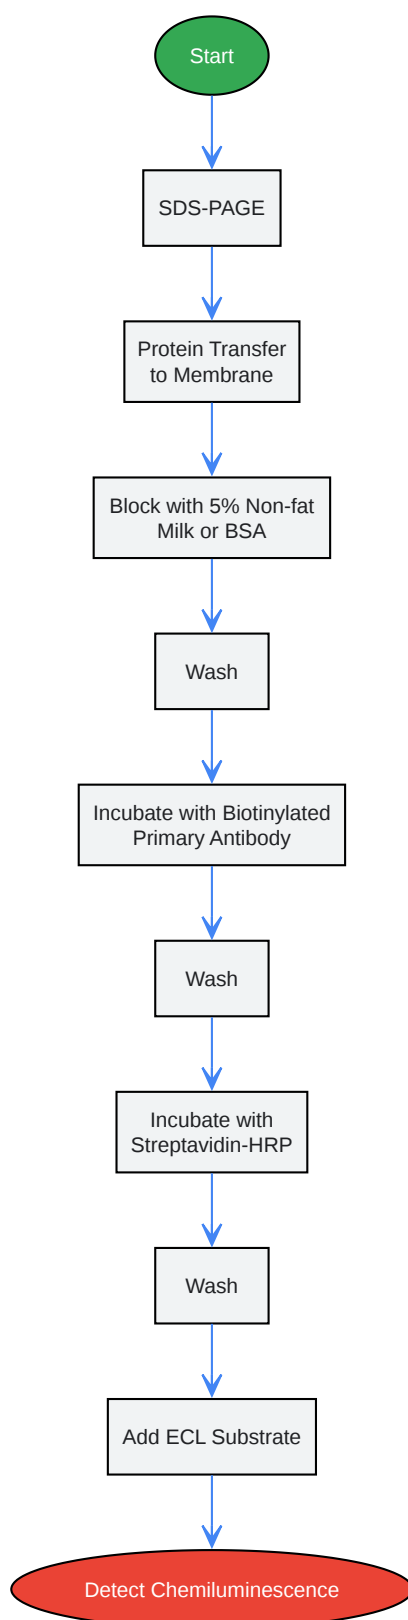 Start
SDS-PAGE
Protein Transfer
to Membrane
Block with 5% Non-fat
Milk or BSA
Wash
Incubate with Biotinylated
Primary Antibody
Wash
Incubate with
Streptavidin-HRP
Wash
Add ECL Substrate
Detect Chemiluminescence